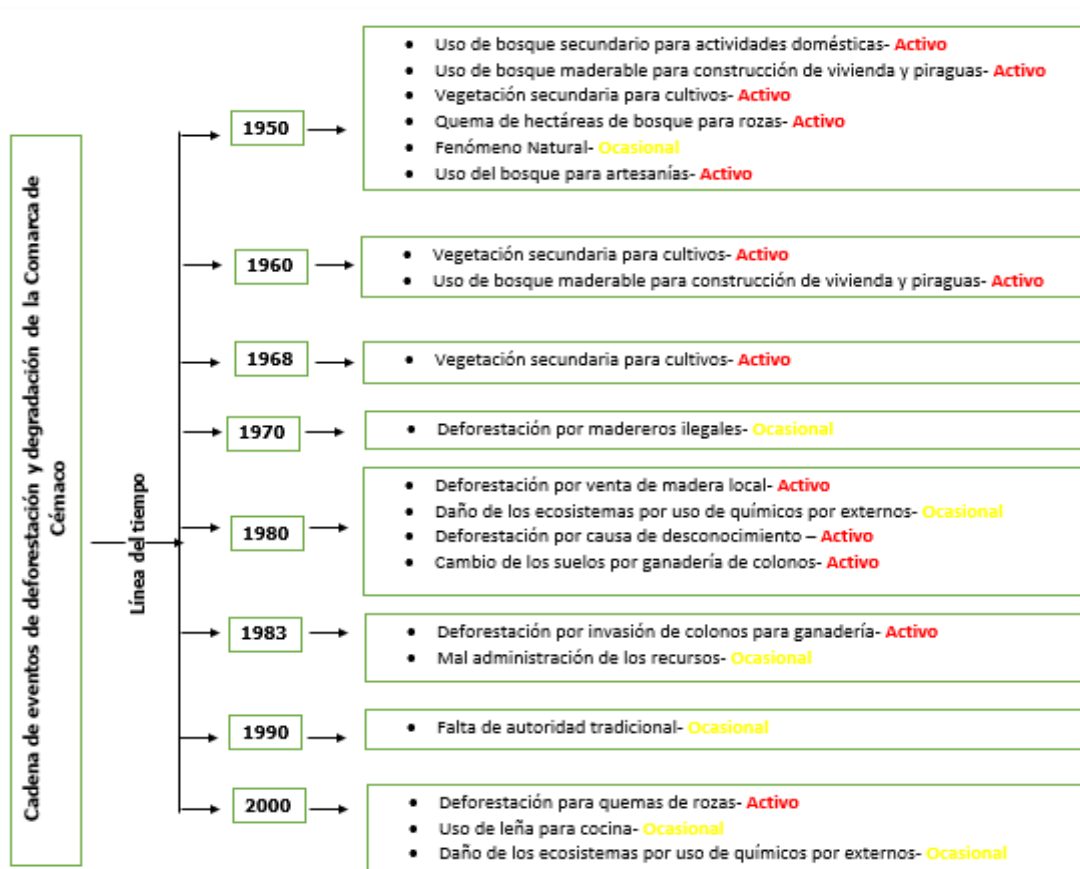 Cadena de eventos de deforestación y degradación de la Comarca de
Cémaco
Línea del tiempo
1950
• Uso de bosque secundario para actividades domésticas- Activo
• Uso de bosque maderable para construcción de vivienda y piraguas- Activo
• Vegetación secundaria para cultivos- Activo
• Quema de hectáreas de bosque para rozas- Activo
• Fenómeno Natural- Ocasional
• Uso del bosque para artesanías- Activo
1960
• Vegetación secundaria para cultivos- Activo
• Uso de bosque maderable para construcción de vivienda y piraguas- Activo
1968
• Vegetación secundaria para cultivos- Activo
1970
• Deforestación por madereros ilegales- Ocasional
1980
• Deforestación por venta de madera local- Activo
• Daño de los ecosistemas por uso de químicos por externos- Ocasional
• Deforestación por causa de desconocimiento – Activo
• Cambio de los suelos por ganadería de colonos- Activo
1983
• Deforestación por invasión de colonos para ganadería- Activo
• Mal administración de los recursos- Ocasional
1990
• Falta de autoridad tradicional- Ocasional
2000
• Deforestación para quemas de rozas- Activo
• Uso de leña para cocina- Ocasional
• Daño de los ecosistemas por uso de químicos por externos- Ocasional